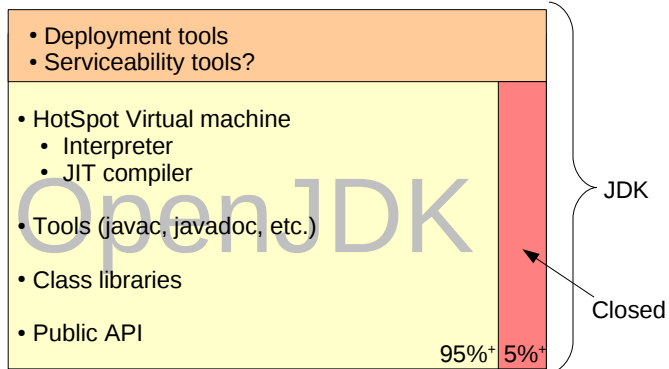 • Deployment tools
• Serviceability tools?
• HotSpot Virtual machine
• Interpreter
• JIT compiler
OpenJDK
• Tools (javac, javadoc, etc.)
• Class libraries
• Public API
95%+ 5%+
JDK
Closed